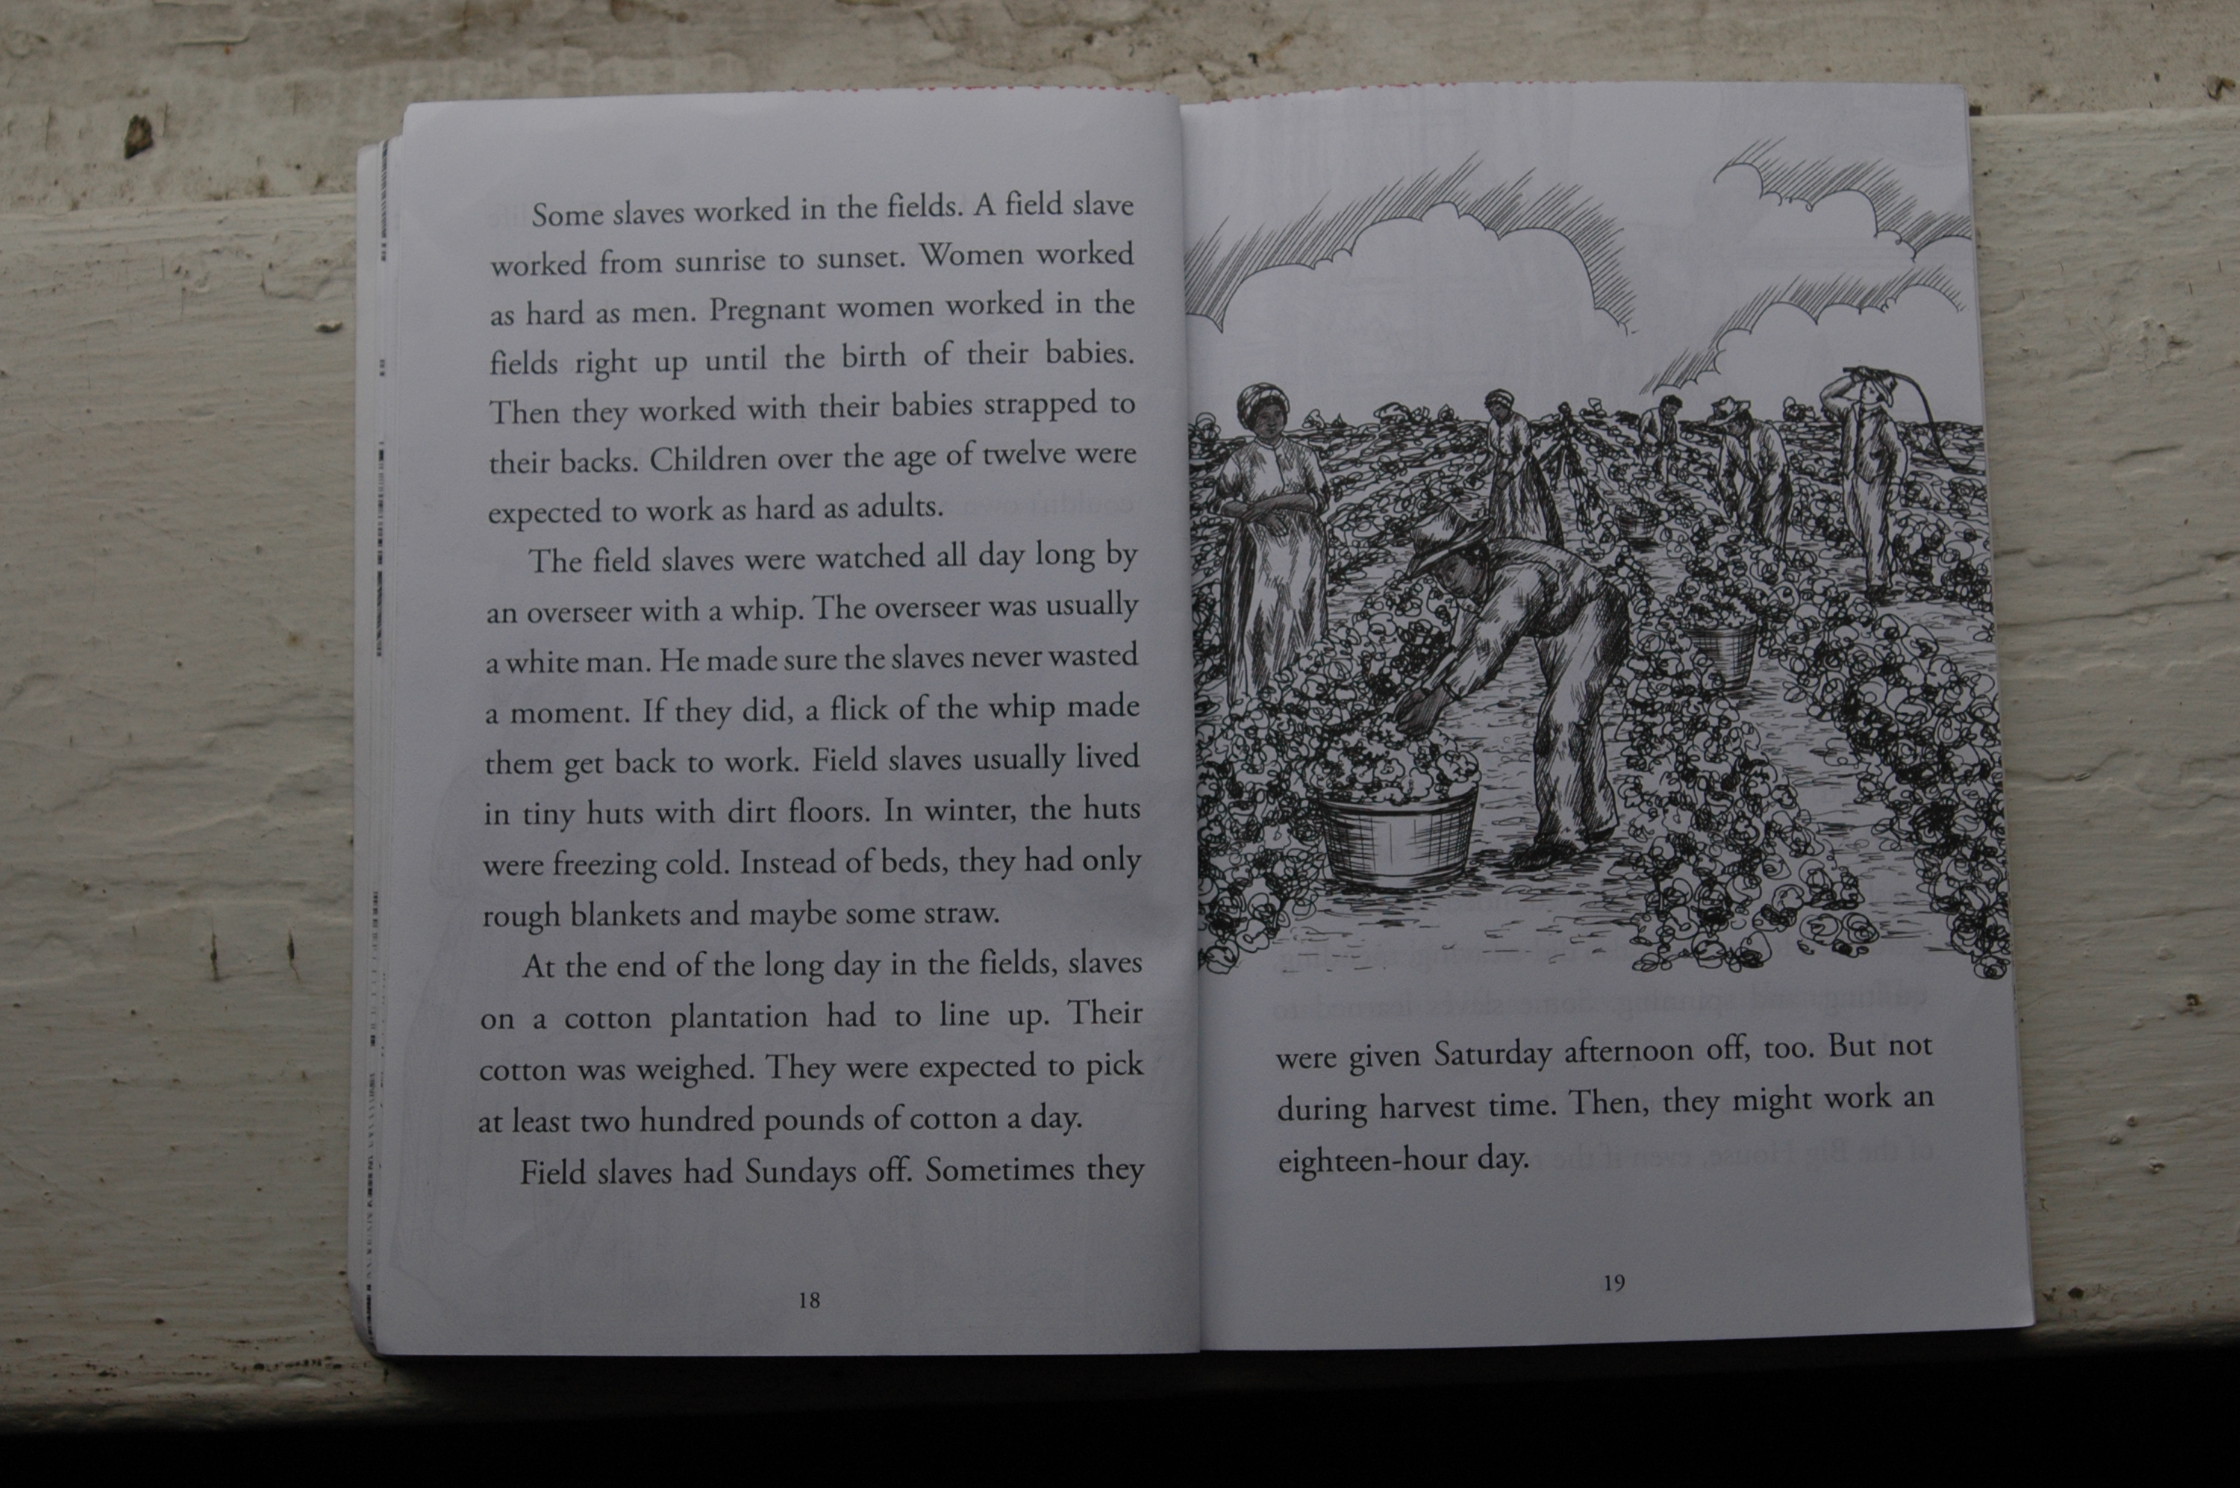 Some slaves worked in the fields. A field slave
worked from sunrise to sunset. Women worked
as hard as men. Pregnant women worked in the
fields right up until the birth of their babies.
Then they worked with their babies strapped to
their backs. Children over the age of twelve were
expected to work as hard as adults.
The field slaves were watched all day long by
an overseer with a whip. The overseer was usually
a white man. He made sure the slaves never wasted
a moment. If they did, a flick of the whip made
them get back to work. Field slaves usually lived
in tiny huts with dirt floors. In winter, the huts
were freezing cold. Instead of beds, they had only
rough blankets and maybe some straw.
At the end of the long day in the fields, slaves
on a cotton plantation had to line up. Their
cotton was weighed. They were expected to pick
at least two hundred pounds of cotton a day.
Field slaves had Sundays off. Sometimes they
18
were given Saturday afternoon off, too. But not
during harvest time. Then, they might work an
eighteen-hour day.
19